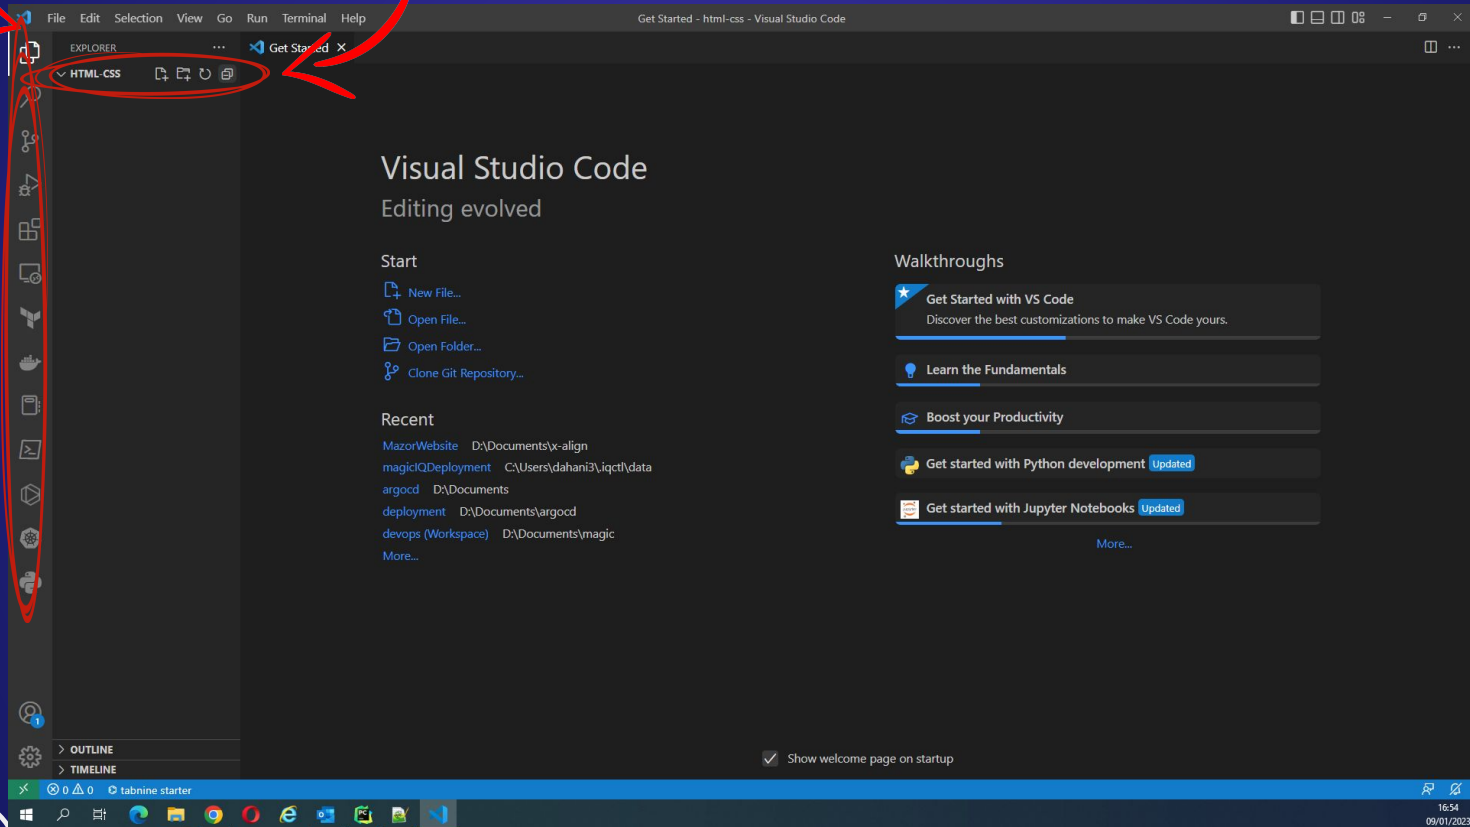 File Edit Selection View Go Run Terminal Help
Get Started - html-css - Visual Studio Code
EXPLORER
Get Started
HTML-CSS
Visual Studio Code
Editing evolved
Start
New File...
Open File...
Open Folder...
Clone Git Repository...
Recent
MazorWebsite D:\Documents\x-align
magicIQDeployment C:\Users\dahani3\.iqctl\data
argocd D:\Documents
deployment D:\Documents\argocd
devops (Workspace) D:\Documents\magic
More...
Walkthroughs
Get Started with VS Code
Discover the best customizations to make VS Code yours.
Learn the Fundamentals
Boost your Productivity
Get started with Python development Updated
Get started with Jupyter Notebooks Updated
More...
1
OUTLINE
TIMELINE
Show welcome page on startup
0 0 tabnine starter
16:54
09/01/2023